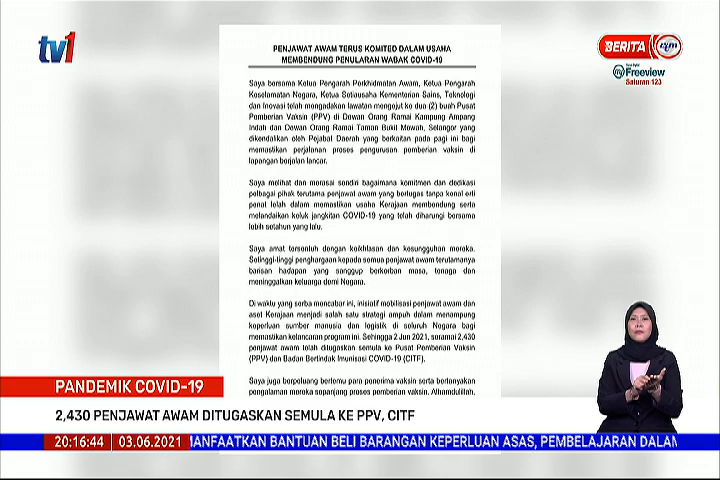 tv1
BERITA rtm
myFreeview
Saluran 123
PENJAWAT AWAM TERUS KOMITED DALAM USAHA
MEMBENDUNG PENULARAN WABAK COVID-19
Saya bersama Ketua Pengarah Perkhidmatan Awam, Ketua Pengarah
Keselamatan Negara, Ketua Setiausaha Kementerian Sains, Teknologi
dan Inovasi telah mengadakan lawatan mengejut ke dua (2) buah Pusat
Pemberian Vaksin (PPV) di Dewan Orang Ramai Kampung Ampang
Indah dan Dewan Orang Ramai Taman Bukit Mewah, Selangor yang
dikendalikan oleh Pejabat Daerah yang berkaitan pada pagi ini bagi
memastikan perjalanan proses pengurusan pemberian vaksin di
lapangan berjalan lancar.
Saya melihat dan merasai sendiri bagaimana komitmen dan dedikasi
pelbagai pihak terutama penjawat awam yang bertugas tanpa kenal erti
penat lelah dalam memastikan usaha Kerajaan membendung serta
melandaikan keluk jangkitan COVID-19 yang telah diharungi bersama
lebih setahun yang lalu.
Saya amat tersentuh dengan keikhlasan dan kesungguhan mereka.
Setinggi-tinggi penghargaan kepada semua penjawat awam terutamanya
barisan hadapan yang sanggup berkorban masa, tenaga dan
meninggalkan keluarga demi Negara.
Di waktu yang serba mencabar ini, inisiatif mobilisasi penjawat awam dan
aset Kerajaan menjadi salah satu strategi ampuh dalam menampung
keperluan sumber manusia dan logistik di seluruh Negara bagi
memastikan kelancaran program ini. Sehingga 2 Jun 2021, seramai 2,430
penjawat awam telah ditugaskan semula ke Pusat Pemberian Vaksin
(PPV) dan Badan Bertindak Imunisasi COVID-19 (CITF).
Saya juga berpeluang bertemu para penerima vaksin serta bertanyakan
pengalaman mereka sepanjang proses pemberian vaksin. Alhamdulillah,
PANDEMIK COVID-19
2,430 PENJAWAT AWAM DITUGASKAN SEMULA KE PPV, CITF
20:16:44 03.06.2021 MANFAATKAN BANTUAN BELI BARANGAN KEPERLUAN ASAS, PEMBELAJARAN DALAM